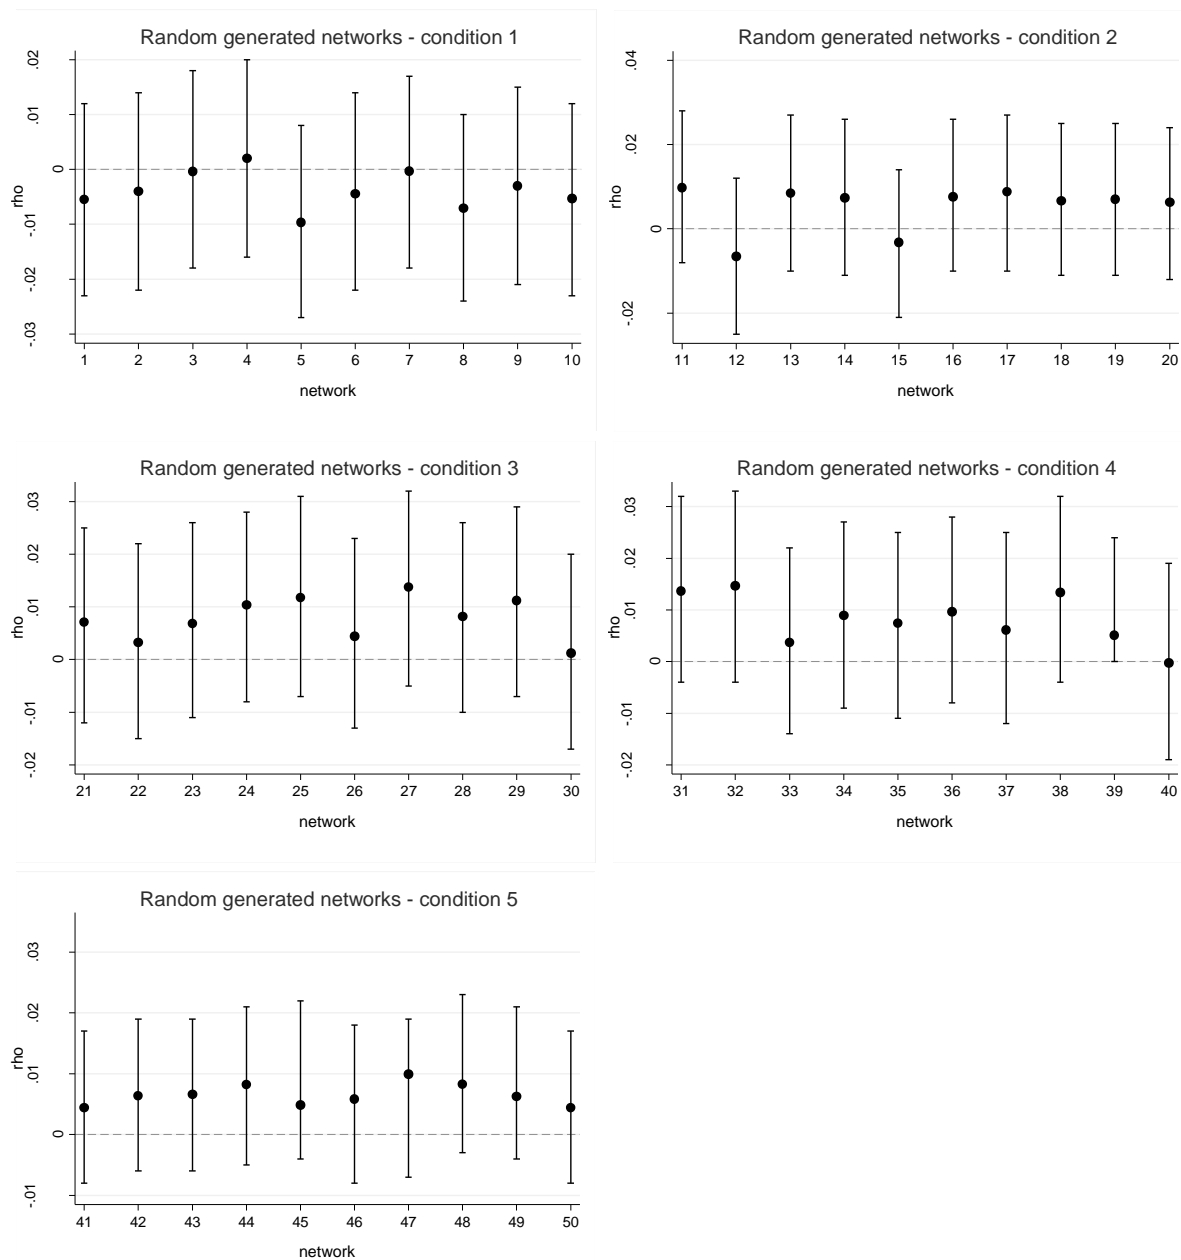 Random generated networks - condition 1
rho
.02
.01
0
-.01
-.02
-.03
1 2 3 4 5 6 7 8 9 10
network
Random generated networks - condition 2
rho
.04
.02
0
-.02
11 12 13 14 15 16 17 18 19 20
network
Random generated networks - condition 3
rho
.03
.02
.01
0
-.01
-.02
21 22 23 24 25 26 27 28 29 30
network
Random generated networks - condition 4
rho
.03
.02
.01
0
-.01
-.02
31 32 33 34 35 36 37 38 39 40
network
Random generated networks - condition 5
rho
.03
.02
.01
0
-.01
41 42 43 44 45 46 47 48 49 50
network